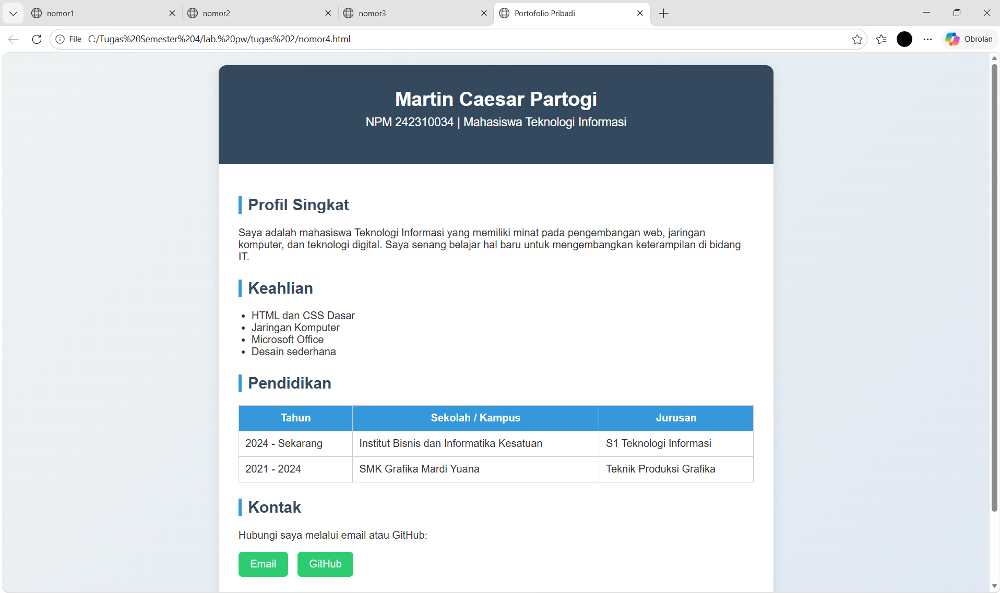 nomor1
nomor2
nomor3
Portofolio Pribadi
File C:/Tugas%20Semester%204/lab.%20pw/tugas%202/nomor4.html
Obrolan
Martin Caesar Partogi
NPM 242310034 | Mahasiswa Teknologi Informasi
Profil Singkat
Saya adalah mahasiswa Teknologi Informasi yang memiliki minat pada pengembangan web, jaringan
komputer, dan teknologi digital. Saya senang belajar hal baru untuk mengembangkan keterampilan di bidang
IT.
Keahlian
• HTML dan CSS Dasar
• Jaringan Komputer
• Microsoft Office
• Desain sederhana
Pendidikan
Tahun Sekolah / Kampus Jurusan
2024 - Sekarang Institut Bisnis dan Informatika Kesatuan S1 Teknologi Informasi
2021 - 2024 SMK Grafika Mardi Yuana Teknik Produksi Grafika
Kontak
Hubungi saya melalui email atau GitHub:
Email GitHub